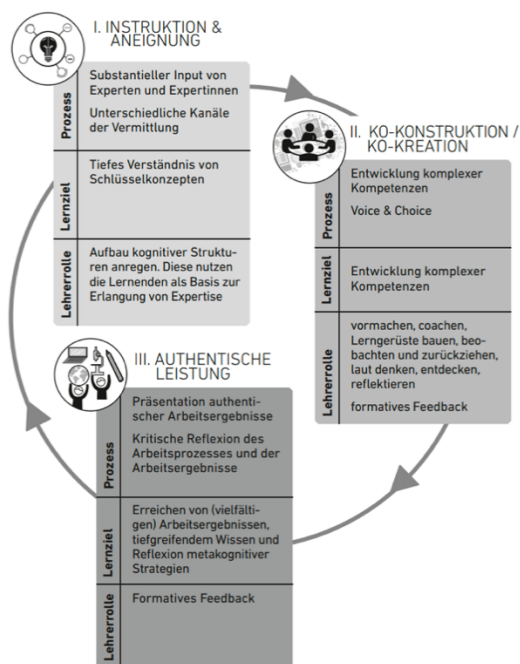 I. INSTRUKTION &
ANEIGNUNG
Prozess
Substantieller Input von
Experten und Expertinnen
Unterschiedliche Kanäle
der Vermittlung
Lernziel
Tiefes Verständnis von
Schlüsselkonzepten
Lehrerrolle
Aufbau kognitiver Struktu-
ren anregen. Diese nutzen
die Lernenden als Basis zur
Erlangung von Expertise
II. KO-KONSTRUKTION /
KO-KREATION
Prozess
Entwicklung komplexer
Kompetenzen
Voice & Choice
Lernziel
Entwicklung komplexer
Kompetenzen
Lehrerrolle
vormachen, coachen,
Lerngerüste bauen, beo-
bachten und zurückziehen,
laut denken, entdecken,
reflektieren
formatives Feedback
III. AUTHENTISCHE
LEISTUNG
Prozess
Präsentation authenti-
scher Arbeitsergebnisse
Kritische Reflexion des
Arbeitsprozesses und der
Arbeitsergebnisse
Lernziel
Erreichen von (vielfälti-
gen) Arbeitsergebnissen,
tiefgreifendem Wissen und
Reflexion metakognitiver
Strategien
Lehrerrolle
Formatives Feedback